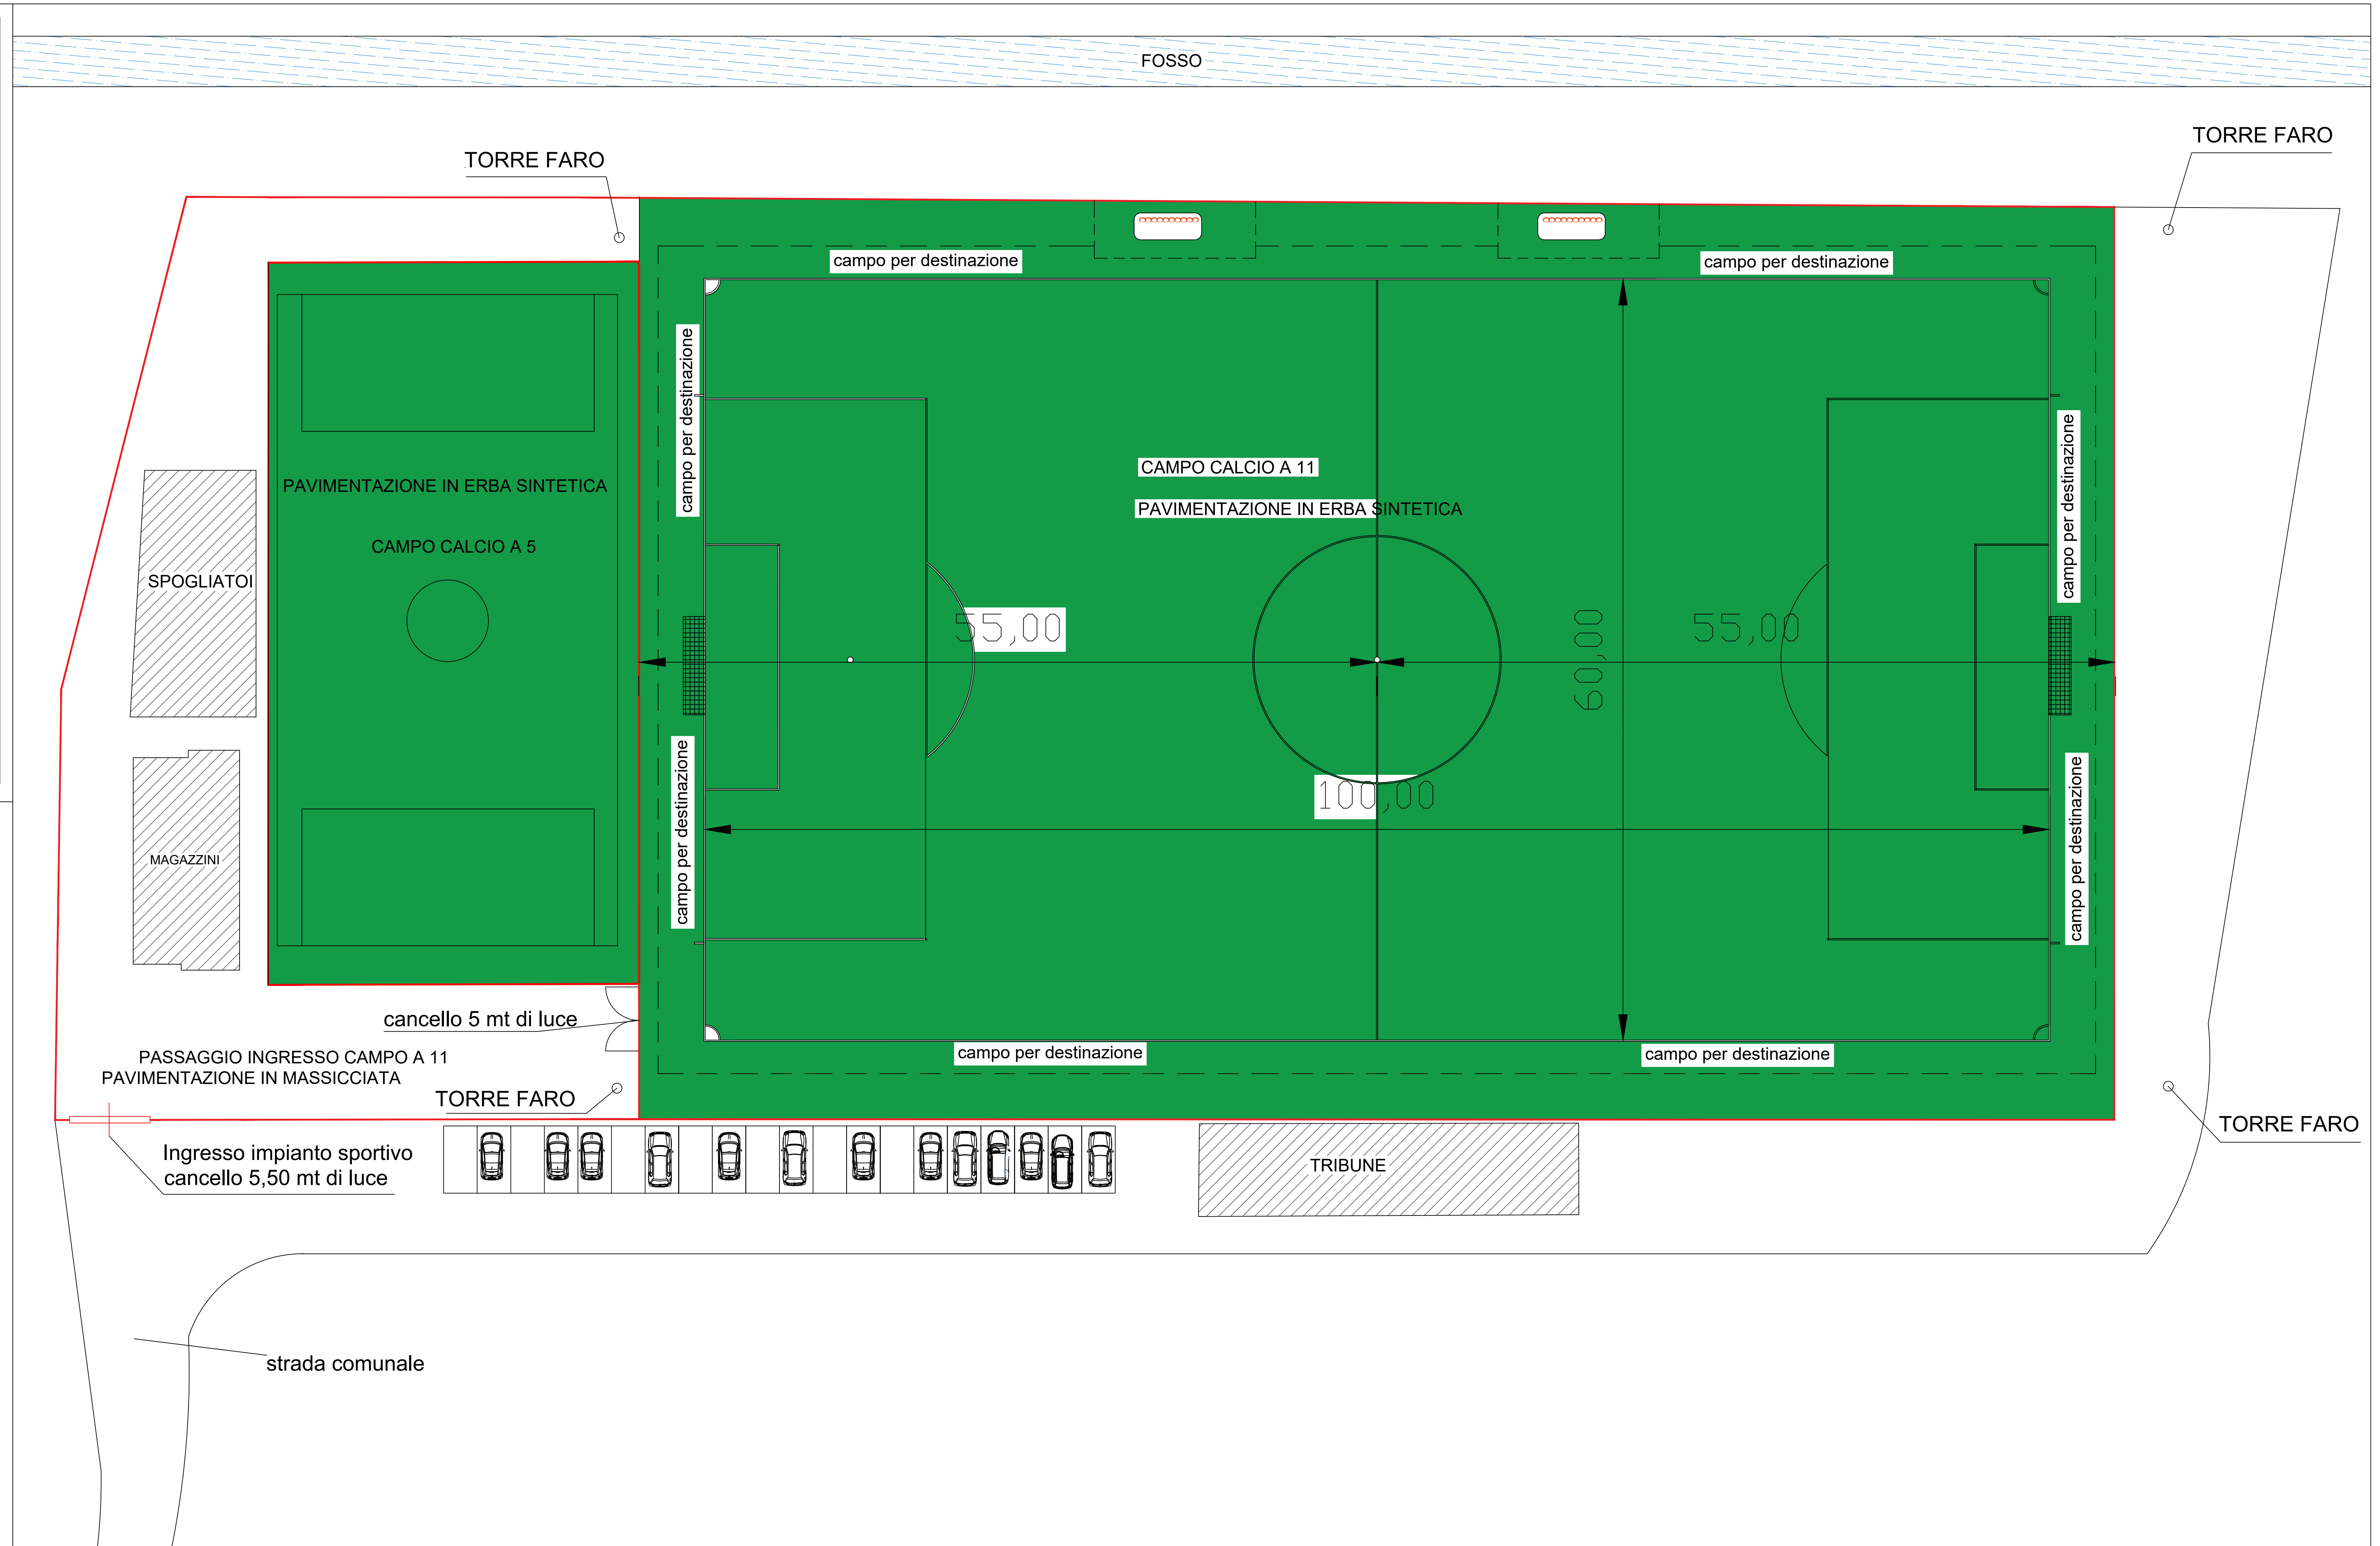 FOSSO
TORRE FARO
TORRE FARO
campo per destinazione
campo per destinazione
campo per destinazione
campo per destinazione
CAMPO CALCIO A 11
PAVIMENTAZIONE IN ERBA SINTETICA
PAVIMENTAZIONE IN ERBA SINTETICA
CAMPO CALCIO A 5
SPOGLIATOI
55,00
60,00
55,00
100,00
campo per destinazione
campo per destinazione
MAGAZZINI
cancello 5 mt di luce
campo per destinazione
campo per destinazione
PASSAGGIO INGRESSO CAMPO A 11
PAVIMENTAZIONE IN MASSICCIATA
TORRE FARO
TORRE FARO
Ingresso impianto sportivo
cancello 5,50 mt di luce
TRIBUNE
strada comunale